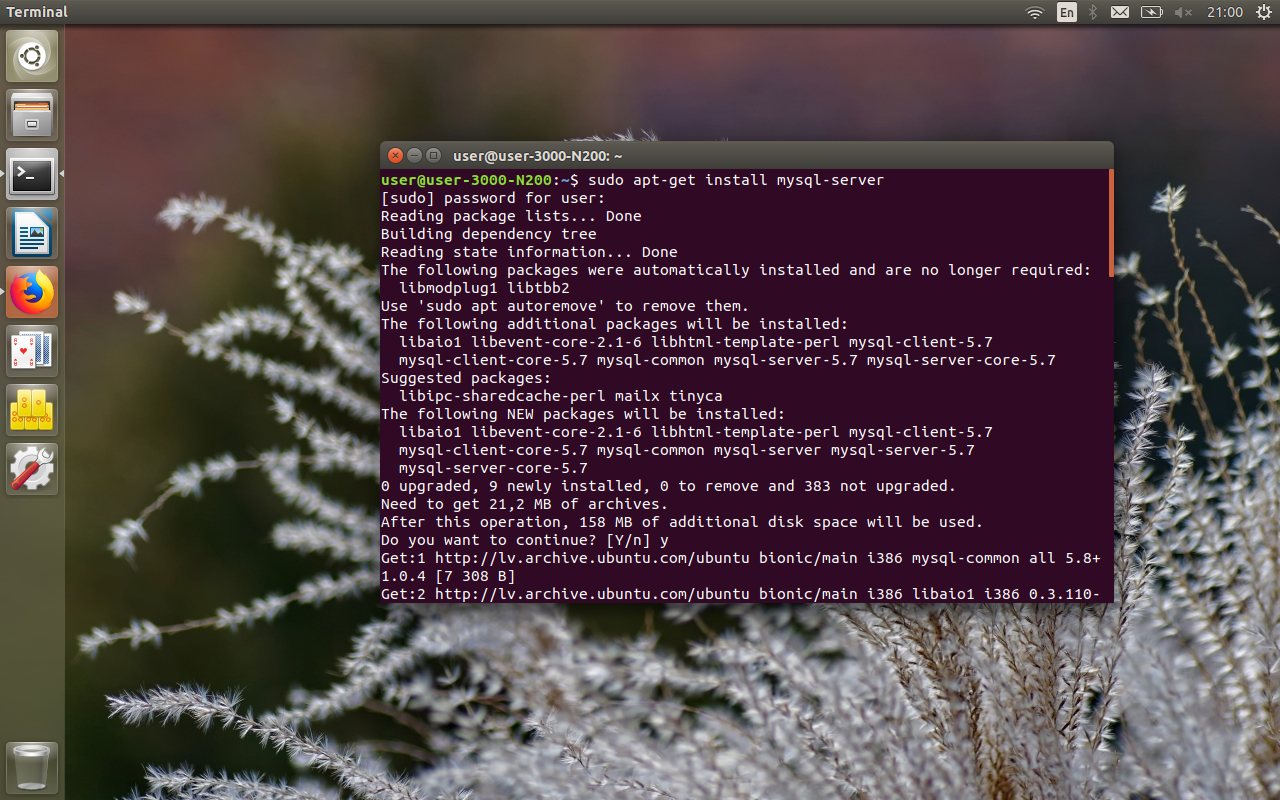 Terminal
En
21:00
user@user-3000-N200: ~
user@user-3000-N200:~$ sudo apt-get install mysql-server
[sudo] password for user:
Reading package lists... Done
Building dependency tree
Reading state information... Done
The following packages were automatically installed and are no longer required:
  libmodplug1 libtbb2
Use 'sudo apt autoremove' to remove them.
The following additional packages will be installed:
  libaio1 libevent-core-2.1-6 libhtml-template-perl mysql-client-5.7
  mysql-client-core-5.7 mysql-common mysql-server-5.7 mysql-server-core-5.7
Suggested packages:
  libipc-sharedcache-perl mailx tinyca
The following NEW packages will be installed:
  libaio1 libevent-core-2.1-6 libhtml-template-perl mysql-client-5.7
  mysql-client-core-5.7 mysql-common mysql-server mysql-server-5.7
  mysql-server-core-5.7
0 upgraded, 9 newly installed, 0 to remove and 383 not upgraded.
Need to get 21,2 MB of archives.
After this operation, 158 MB of additional disk space will be used.
Do you want to continue? [Y/n] y
Get:1 http://lv.archive.ubuntu.com/ubuntu bionic/main i386 mysql-common all 5.8+
1.0.4 [7 308 B]
Get:2 http://lv.archive.ubuntu.com/ubuntu bionic/main i386 libaio1 i386 0.3.110-